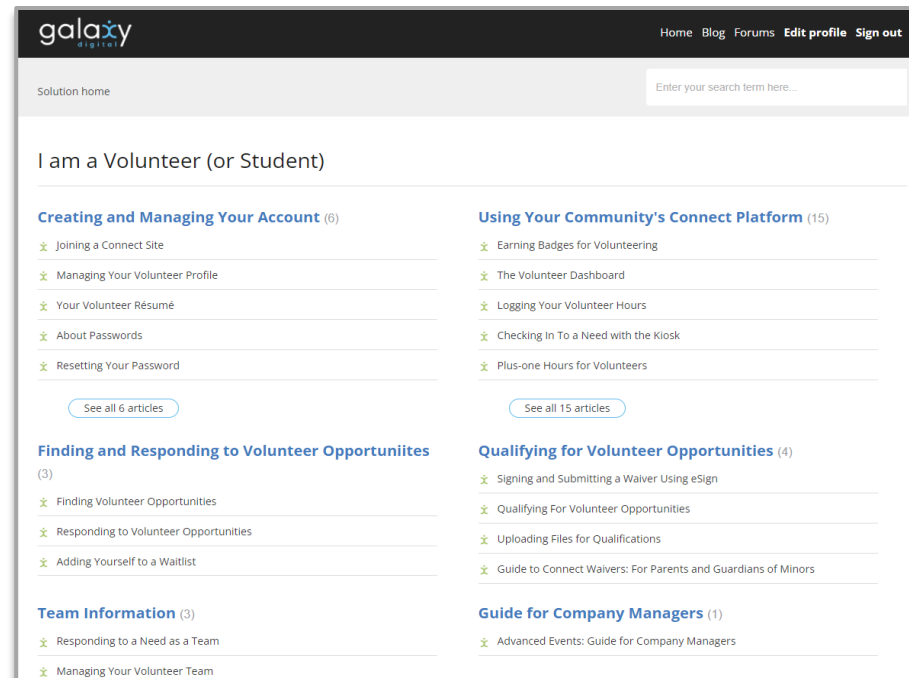 galaxy
digital
Home Blog Forums Edit profile Sign out
Solution home
Enter your search term here...
I am a Volunteer (or Student)
Creating and Managing Your Account (6)
Joining a Connect Site
Managing Your Volunteer Profile
Your Volunteer Résumé
About Passwords
Resetting Your Password
See all 6 articles
Using Your Community's Connect Platform (15)
Earning Badges for Volunteering
The Volunteer Dashboard
Logging Your Volunteer Hours
Checking In To a Need with the Kiosk
Plus-one Hours for Volunteers
See all 15 articles
Finding and Responding to Volunteer Opportuniites
(3)
Finding Volunteer Opportunities
Responding to Volunteer Opportunities
Adding Yourself to a Waitlist
Qualifying for Volunteer Opportunities (4)
Signing and Submitting a Waiver Using eSign
Qualifying For Volunteer Opportunities
Uploading Files for Qualifications
Guide to Connect Waivers: For Parents and Guardians of Minors
Team Information (3)
Responding to a Need as a Team
Managing Your Volunteer Team
Guide for Company Managers (1)
Advanced Events: Guide for Company Managers